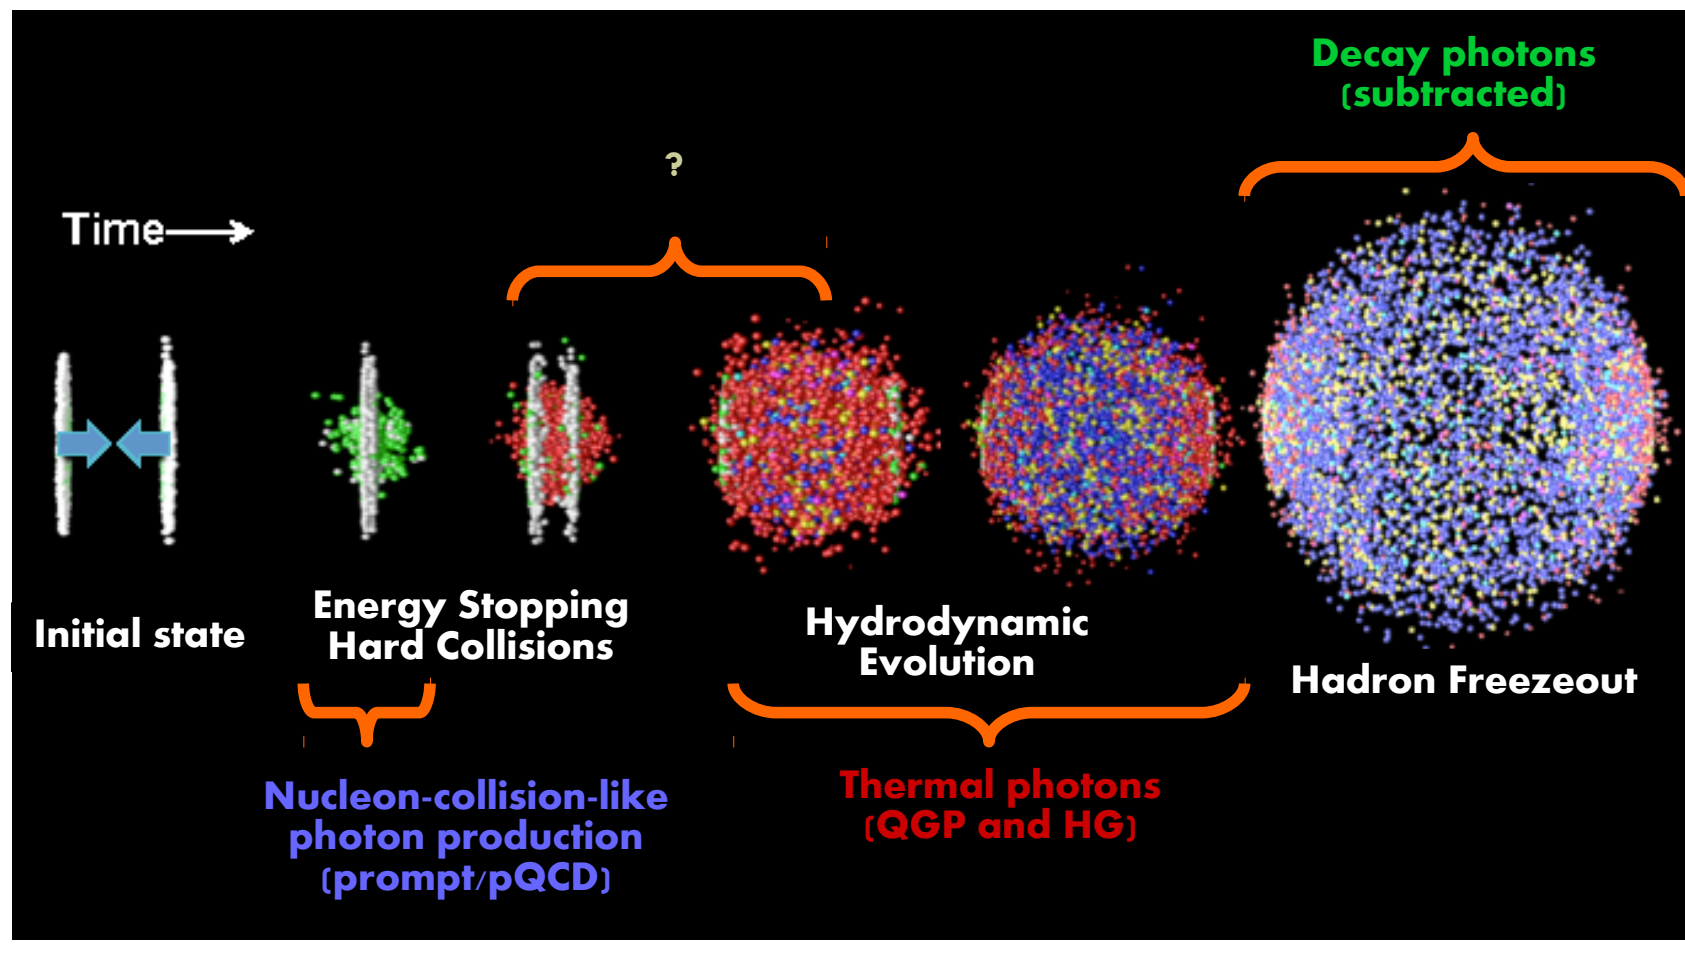 Decay photons
(subtracted)
?
Time
Initial state
Energy Stopping
Hard Collisions
Hydrodynamic
Evolution
Hadron Freezeout
Nucleon-collision-like
photon production
(prompt/pQCD)
Thermal photons
(QGP and HG)